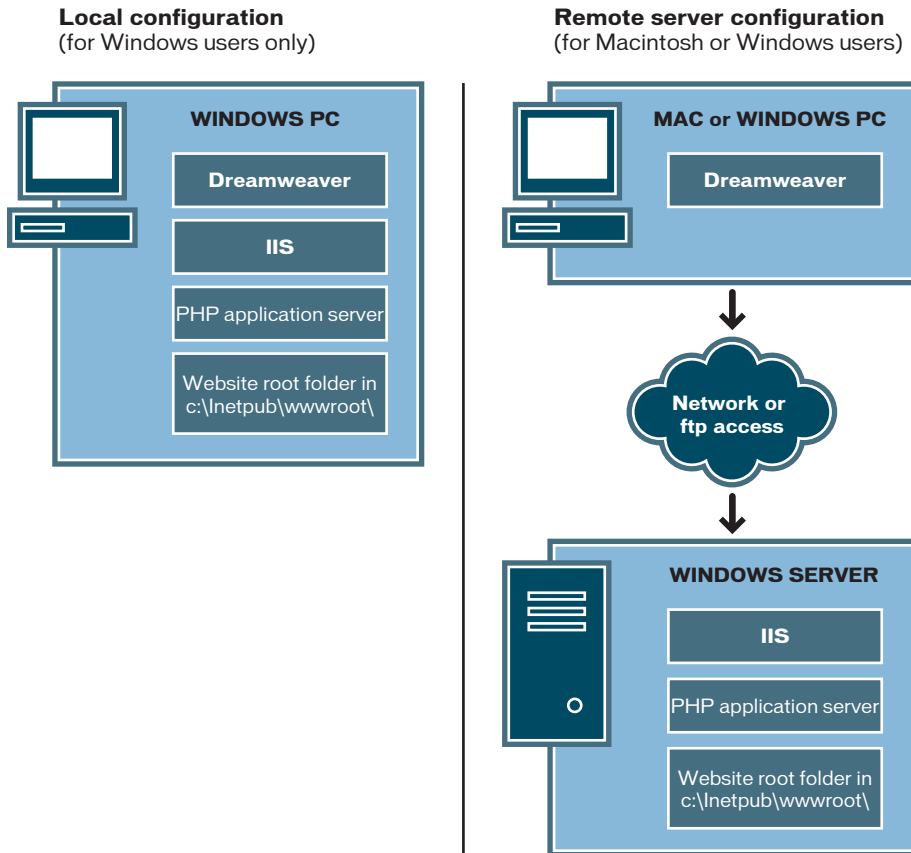 Local configuration
(for Windows users only)
WINDOWS PC
Dreamweaver
IIS
PHP application server
Website root folder in
c:\Inetpub\wwwroot\
Remote server configuration
(for Macintosh or Windows users)
MAC or WINDOWS PC
Dreamweaver
Network or
ftp access
WINDOWS SERVER
IIS
PHP application server
Website root folder in
c:\Inetpub\wwwroot\